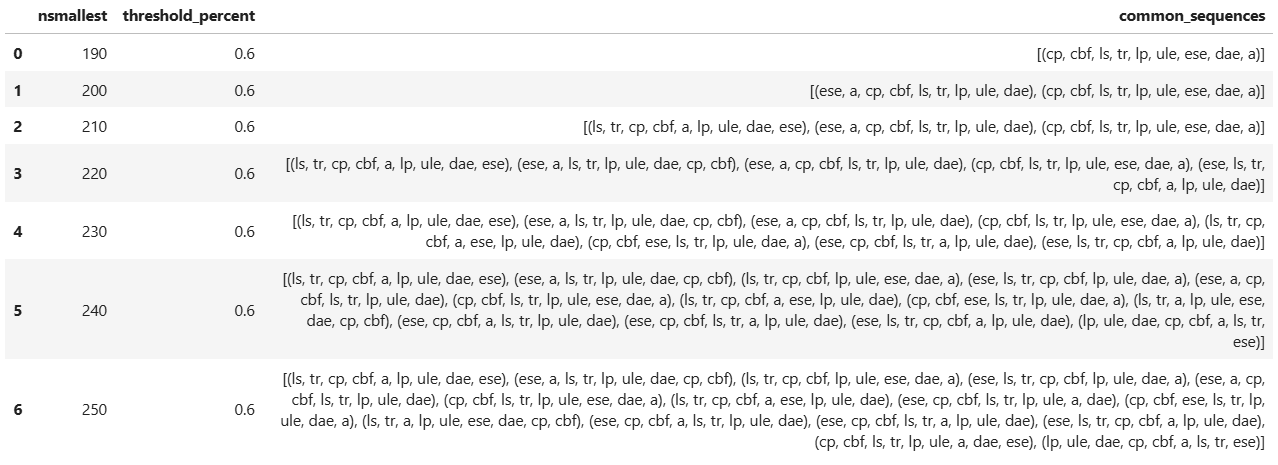 nsmallest threshold_percent common_sequences
0 190 0.6 [(cp, cbf, ls, tr, lp, ule, ese, dae, a)]
1 200 0.6 [(ese, a, cp, cbf, ls, tr, lp, ule, dae), (cp, cbf, ls, tr, lp, ule, ese, dae, a)]
2 210 0.6 [(ls, tr, cp, cbf, a, lp, ule, dae, ese), (ese, a, cp, cbf, ls, tr, lp, ule, dae), (cp, cbf, ls, tr, lp, ule, ese, dae, a)]
3 220 0.6 [(ls, tr, cp, cbf, a, lp, ule, dae, ese), (ese, a, ls, tr, lp, ule, dae, cp, cbf), (ese, a, cp, cbf, ls, tr, lp, ule, dae), (cp, cbf, ls, tr, lp, ule, ese, dae, a), (ese, ls, tr,
cp, cbf, a, lp, ule, dae)]
4 230 0.6 [(ls, tr, cp, cbf, a, lp, ule, dae, ese), (ese, a, ls, tr, lp, ule, dae, cp, cbf), (ese, a, cp, cbf, ls, tr, lp, ule, dae), (cp, cbf, ls, tr, lp, ule, ese, dae, a), (ls, tr, cp,
cbf, a, ese, lp, ule, dae), (cp, cbf, ese, ls, tr, lp, ule, dae, a), (ese, cp, cbf, ls, tr, a, lp, ule, dae), (ese, ls, tr, cp, cbf, a, lp, ule, dae)]
5 240 0.6 [(ls, tr, cp, cbf, a, lp, ule, dae, ese), (ese, a, ls, tr, lp, ule, dae, cp, cbf), (ls, tr, cp, cbf, lp, ule, ese, dae, a), (ese, ls, tr, cp, cbf, lp, ule, dae, a), (ese, a, cp,
cbf, ls, tr, lp, ule, dae), (cp, cbf, ls, tr, lp, ule, ese, dae, a), (ls, tr, cp, cbf, a, ese, lp, ule, dae), (cp, cbf, ese, ls, tr, lp, ule, dae, a), (ls, tr, a, lp, ule, ese,
dae, cp, cbf), (ese, cp, cbf, a, ls, tr, lp, ule, dae), (ese, cp, cbf, ls, tr, a, lp, ule, dae), (ese, ls, tr, cp, cbf, a, lp, ule, dae), (lp, ule, dae, cp, cbf, a, ls, tr,
ese)]
6 250 0.6 [(ls, tr, cp, cbf, a, lp, ule, dae, ese), (ese, a, ls, tr, lp, ule, dae, cp, cbf), (ls, tr, cp, cbf, lp, ule, ese, dae, a), (ese, ls, tr, cp, cbf, lp, ule, dae, a), (ese, a, cp,
cbf, ls, tr, lp, ule, dae), (cp, cbf, ls, tr, lp, ule, ese, dae, a), (ls, tr, cp, cbf, a, ese, lp, ule, dae), (ese, cp, cbf, ls, tr, lp, ule, a, dae), (cp, cbf, ese, ls, tr, lp,
ule, dae, a), (ls, tr, a, lp, ule, ese, dae, cp, cbf), (ese, cp, cbf, a, ls, tr, lp, ule, dae), (ese, cp, cbf, ls, tr, a, lp, ule, dae), (ese, ls, tr, cp, cbf, a, lp, ule, dae),
(cp, cbf, ls, tr, lp, ule, a, dae, ese), (lp, ule, dae, cp, cbf, a, ls, tr, ese)]